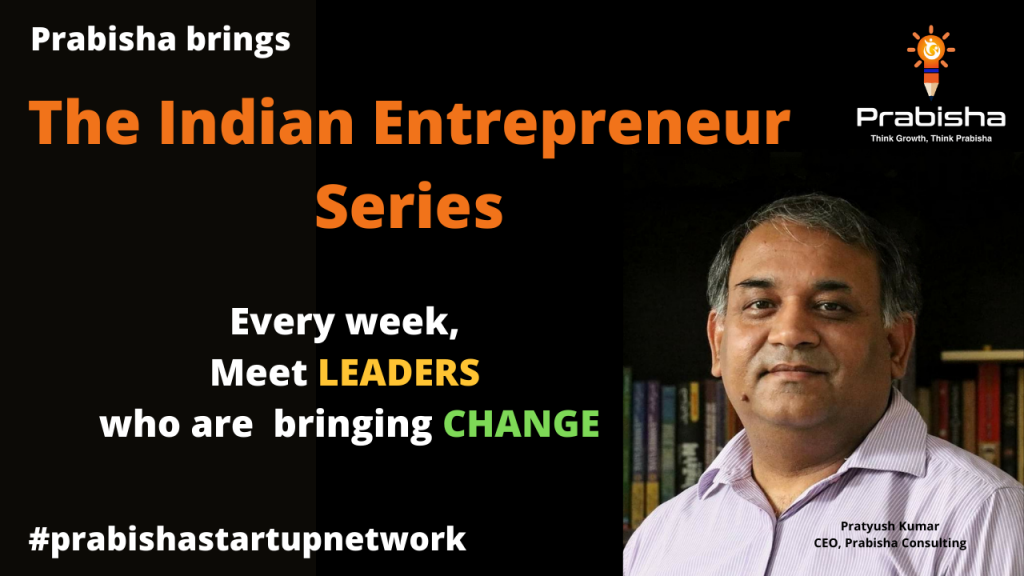 Prabisha brings
The Indian Entrepreneur
Series
Prabisha
Think Growth, Think Prabisha
Every week,
Meet LEADERS
who are bringing CHANGE
#prabishastartupnetwork
Pratyush Kumar
CEO, Prabisha Consulting